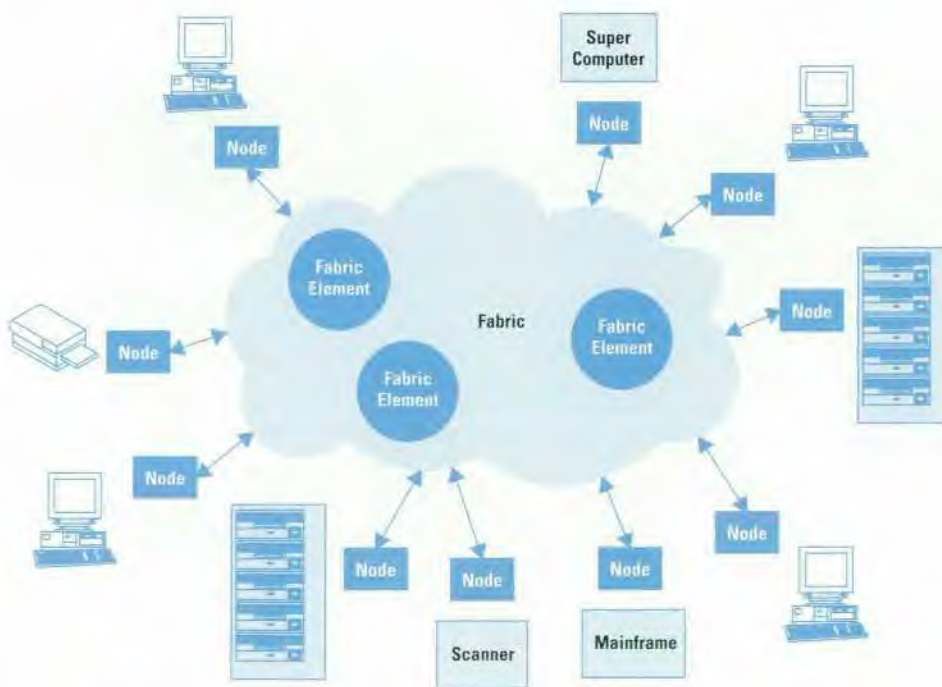 Super
Computer
Node
Node
Node
Fabric
Element
Node
Fabric
Fabric
Element
Node
Fabric
Element
Node
Node
Node
Node
Node
Scanner
Mainframe